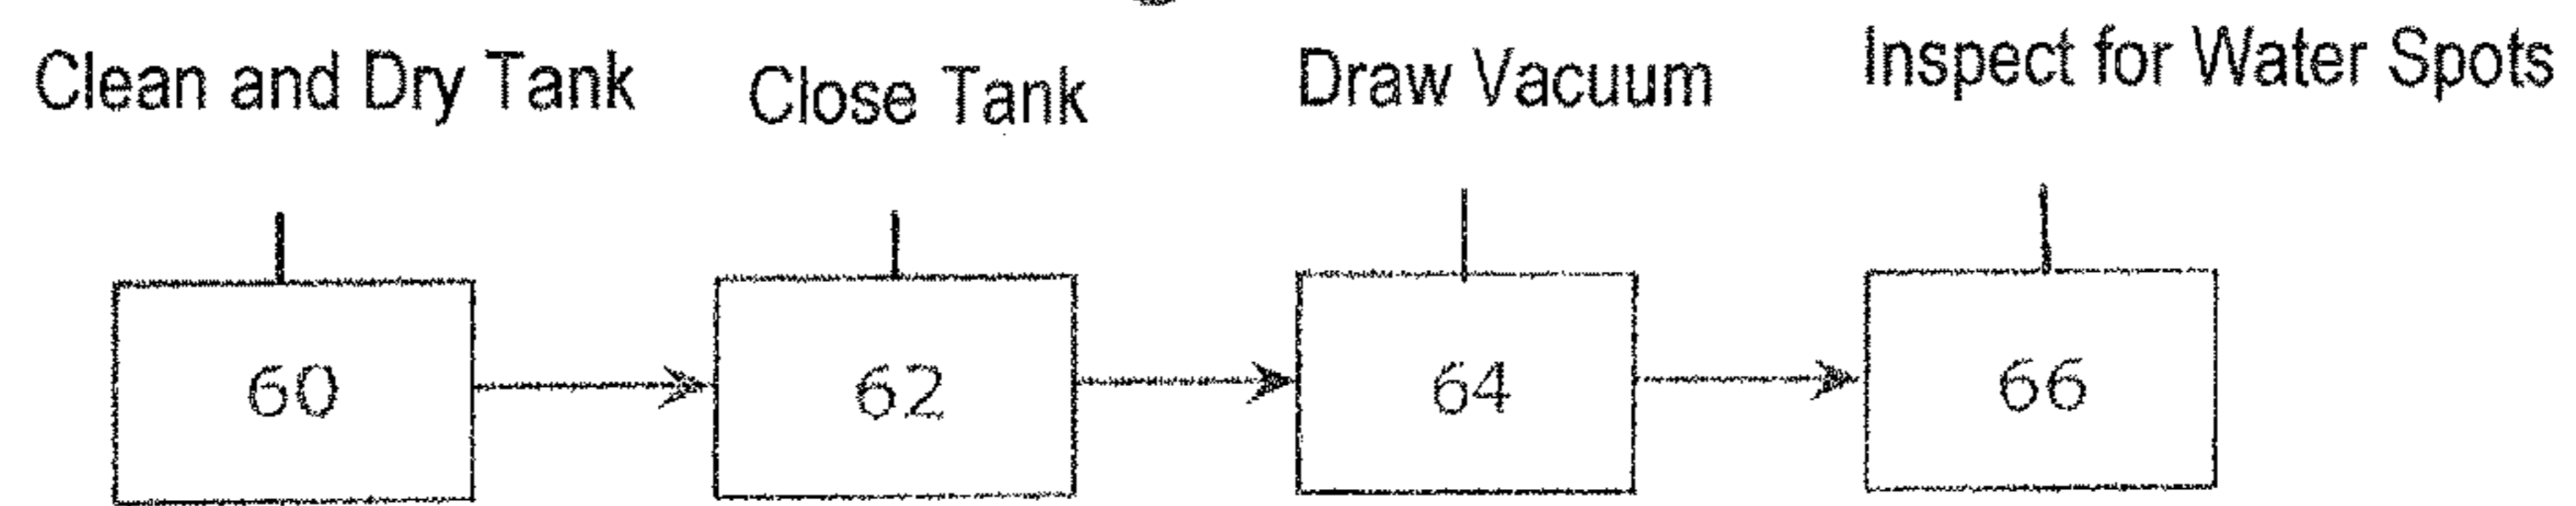 Clean and Dry Tank
Close Tank
Draw Vacuum
Inspect for Water Spots
60
62
64
66